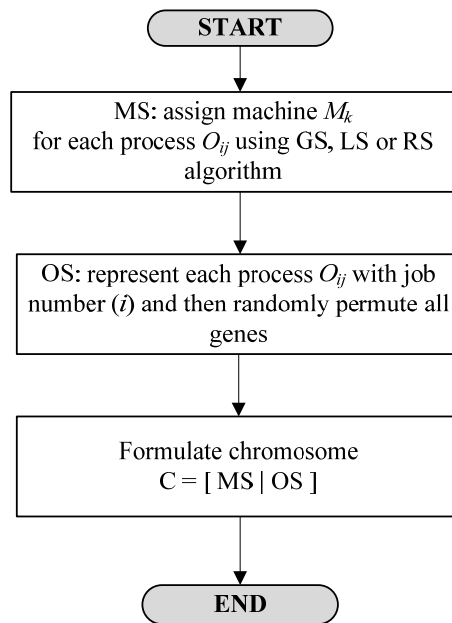 START
MS: assign machine Mk
for each process Oij using GS, LS or RS
algorithm
OS: represent each process Oij with job
number (i) and then randomly permute all
genes
Formulate chromosome
C = [ MS | OS ]
END